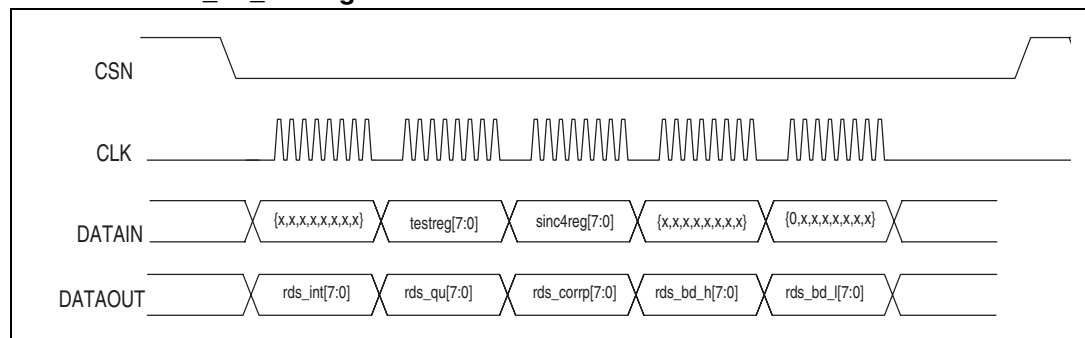 CSN
CLK
DATAIN {x,x,x,x,x,x,x,x} testreg[7:0] sinc4reg[7:0] {x,x,x,x,x,x,x,x} {0,x,x,x,x,x,x,x}
DATAOUT rds_int[7:0] rds_qu[7:0] rds_corrp[7:0] rds_bd_h[7:0] rds_bd_l[7:0]